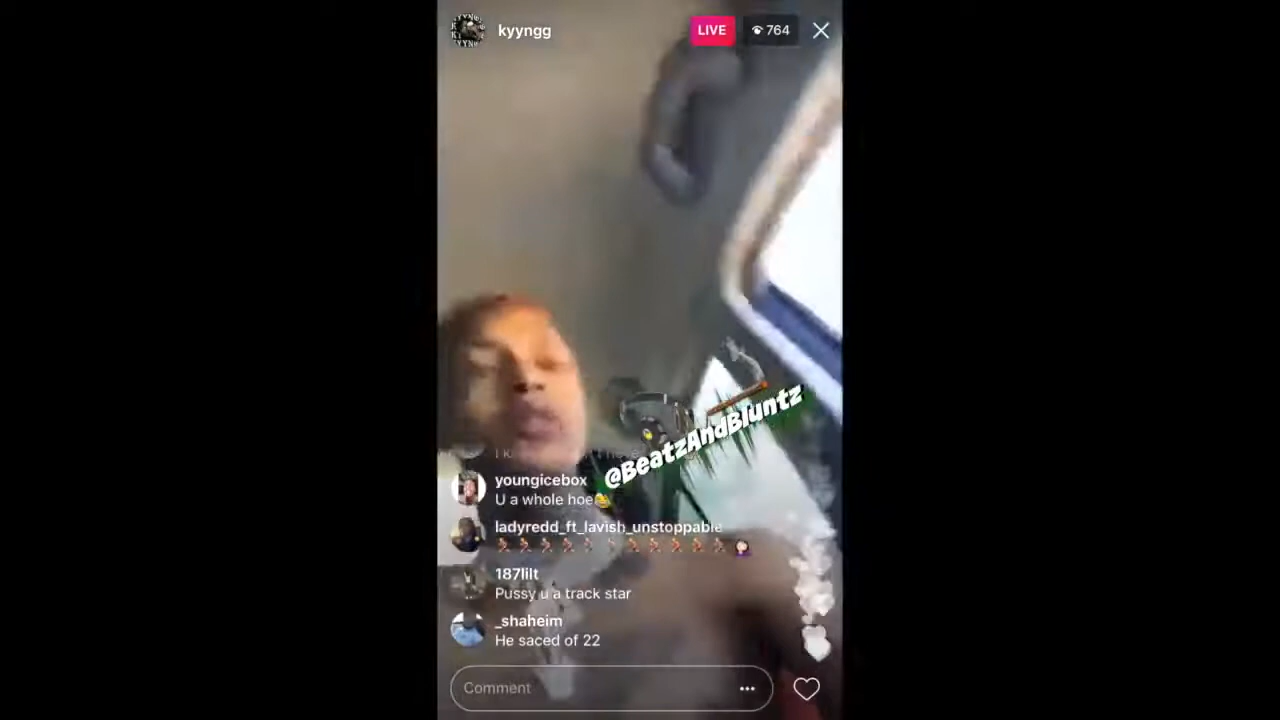 kyyngg
LIVE
764
@BeatzAndBluntz
youngicebox
U a whole hoe😂
ladyredd_ft_lavish_unstoppable
🏃🏃🏃🏃🏃🏃🏃🏃🏃🏃🏃🤦
187lilt
Pussy u a track star
_shaheim
He saced of 22
Comment